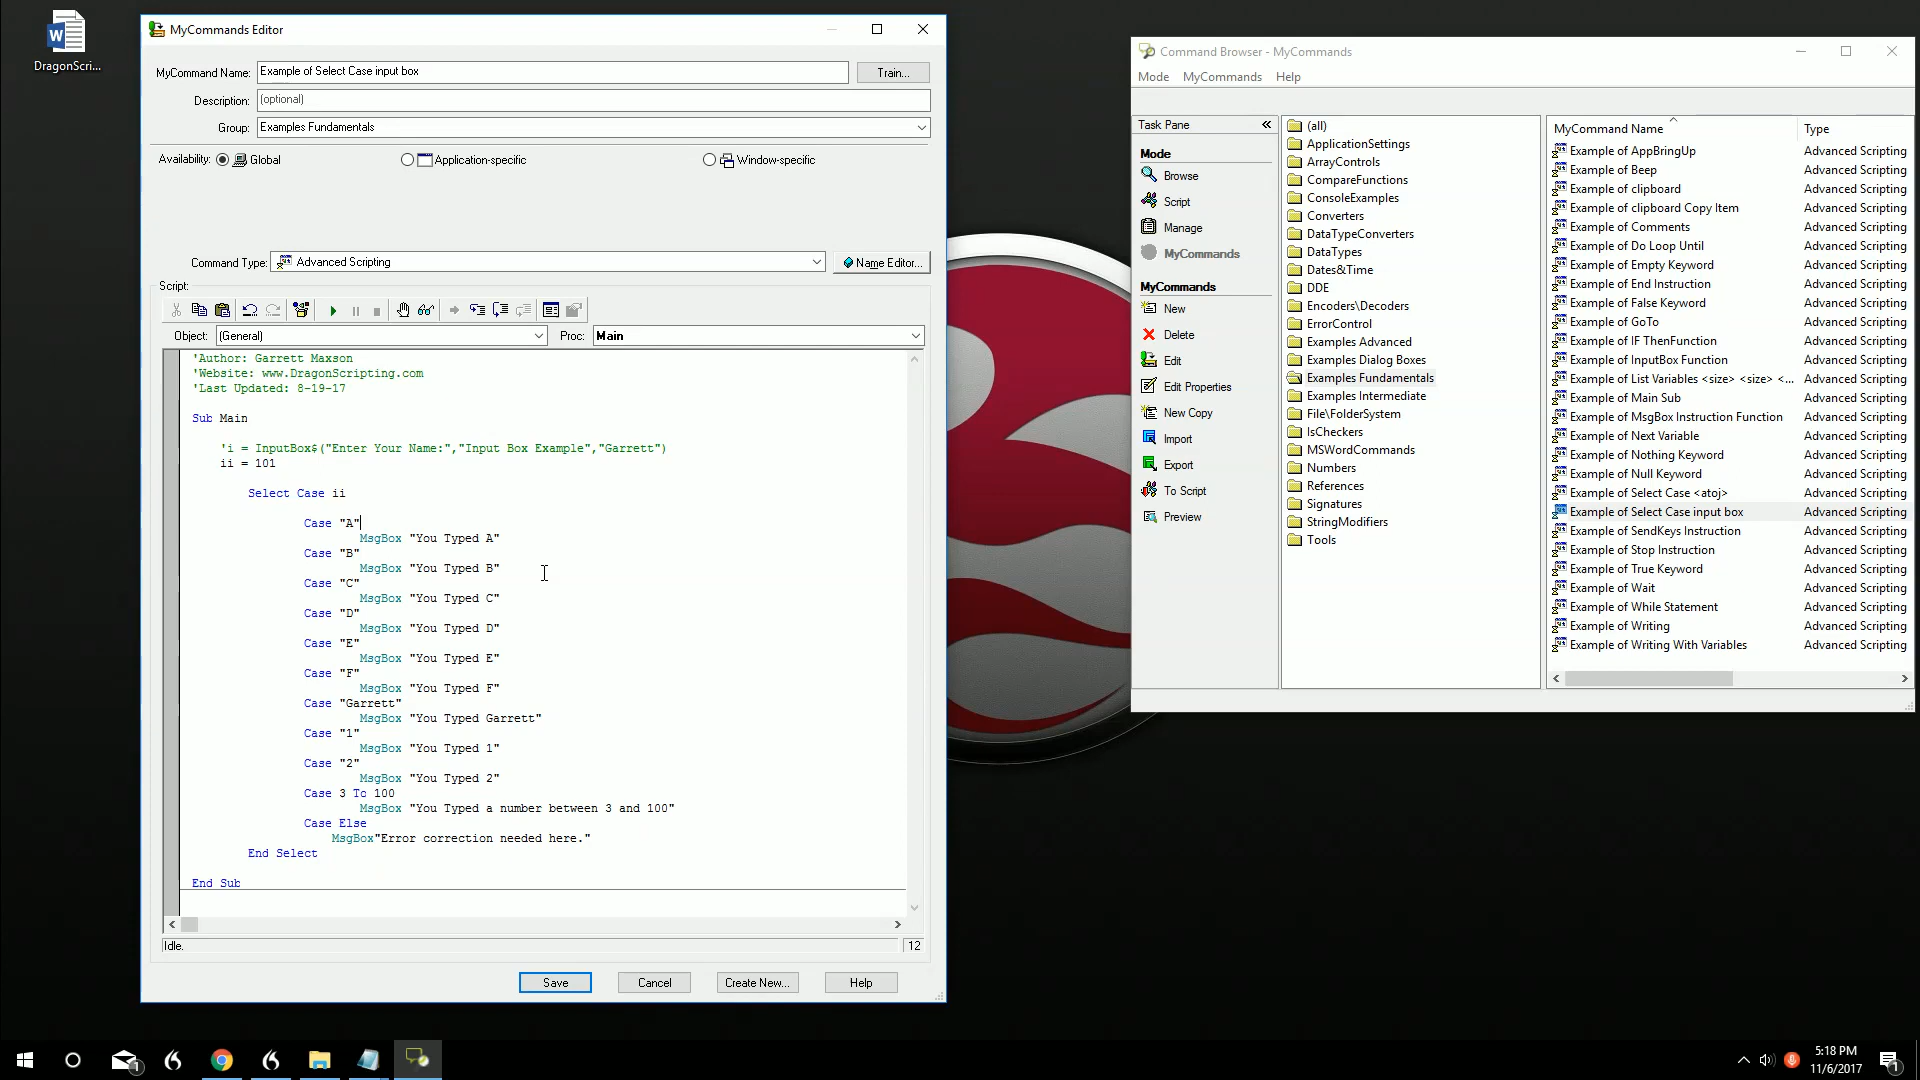 DragonScri...
MyCommands Editor
MyCommand Name: Example of Select Case input box Train...
Description: (optional)
Group: Examples Fundamentals
Availability: Global Application-specific Window-specific
Command Type: Advanced Scripting Name Editor...
Script:
Object: (General) Proc: Main
'Author: Garrett Maxson
'Website: www.DragonScripting.com
'Last Updated: 8-19-17
Sub Main
'i = InputBox$("Enter Your Name:","Input Box Example","Garrett")
ii = 101
Select Case ii
Case "A"
MsgBox "You Typed A"
Case "B"
MsgBox "You Typed B"
Case "C"
MsgBox "You Typed C"
Case "D"
MsgBox "You Typed D"
Case "E"
MsgBox "You Typed E"
Case "F"
MsgBox "You Typed F"
Case "Garrett"
MsgBox "You Typed Garrett"
Case "1"
MsgBox "You Typed 1"
Case "2"
MsgBox "You Typed 2"
Case 3 To 100
MsgBox "You Typed a number between 3 and 100"
Case Else
MsgBox"Error correction needed here."
End Select
End Sub
Idle. 12
Save Cancel Create New... Help
Command Browser - MyCommands
Mode MyCommands Help
Task Pane «
Mode
Browse
Script
Manage
MyCommands
MyCommands
New
Delete
Edit
Edit Properties
New Copy
Import
Export
To Script
Preview
(all)
ApplicationSettings
ArrayControls
CompareFunctions
ConsoleExamples
Converters
DataTypeConverters
DataTypes
Dates&Time
DDE
Encoders\Decoders
ErrorControl
Examples Advanced
Examples Dialog Boxes
Examples Fundamentals
Examples Intermediate
File\FolderSystem
IsCheckers
MSWordCommands
Numbers
References
Signatures
StringModifiers
Tools
MyCommand Name Type
Example of AppBringUp Advanced Scripting
Example of Beep Advanced Scripting
Example of clipboard Advanced Scripting
Example of clipboard Copy Item Advanced Scripting
Example of Comments Advanced Scripting
Example of Do Loop Until Advanced Scripting
Example of Empty Keyword Advanced Scripting
Example of End Instruction Advanced Scripting
Example of False Keyword Advanced Scripting
Example of GoTo Advanced Scripting
Example of IF ThenFunction Advanced Scripting
Example of InputBox Function Advanced Scripting
Example of List Variables <size> <size> <... Advanced Scripting
Example of Main Sub Advanced Scripting
Example of MsgBox Instruction Function Advanced Scripting
Example of Next Variable Advanced Scripting
Example of Nothing Keyword Advanced Scripting
Example of Null Keyword Advanced Scripting
Example of Select Case <atoj> Advanced Scripting
Example of Select Case input box Advanced Scripting
Example of SendKeys Instruction Advanced Scripting
Example of Stop Instruction Advanced Scripting
Example of True Keyword Advanced Scripting
Example of Wait Advanced Scripting
Example of While Statement Advanced Scripting
Example of Writing Advanced Scripting
Example of Writing With Variables Advanced Scripting
5:18 PM
11/6/2017
1
1